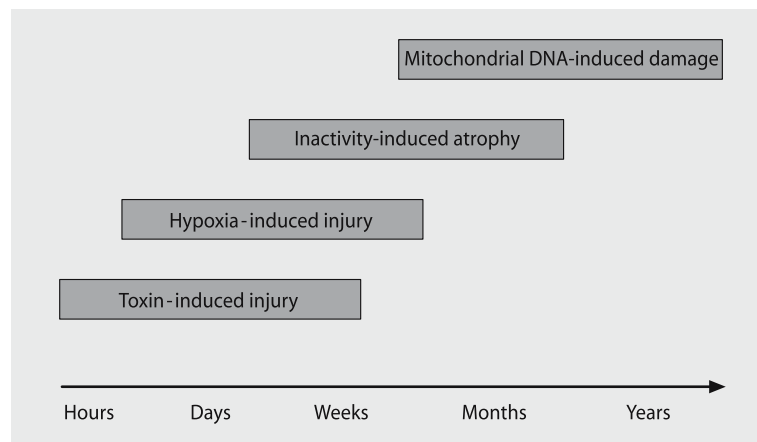 Mitochondrial DNA-induced damage
Inactivity-induced atrophy
Hypoxia-induced injury
Toxin-induced injury
Hours Days Weeks Months Years